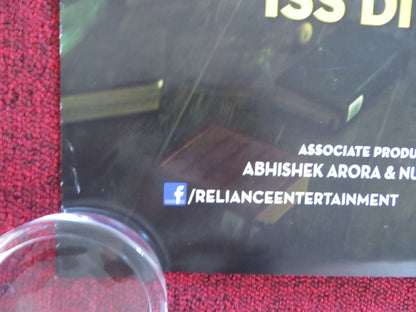 ISS DI
ASSOCIATE PRODU
ABHISHEK ARORA & NU
f/RELIANCEENTERTAINMENT